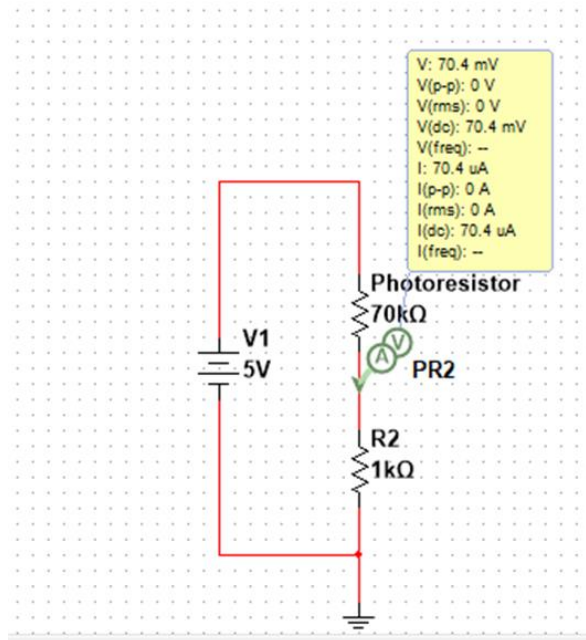 V: 70.4 mV
V(p-p): 0 V
V(rms): 0 V
V(dc): 70.4 mV
V(freq): --
I: 70.4 uA
I(p-p): 0 A
I(rms): 0 A
I(dc): 70.4 uA
I(freq): --
Photoresistor
70kΩ
V1
5V
A
V
PR2
R2
1kΩ